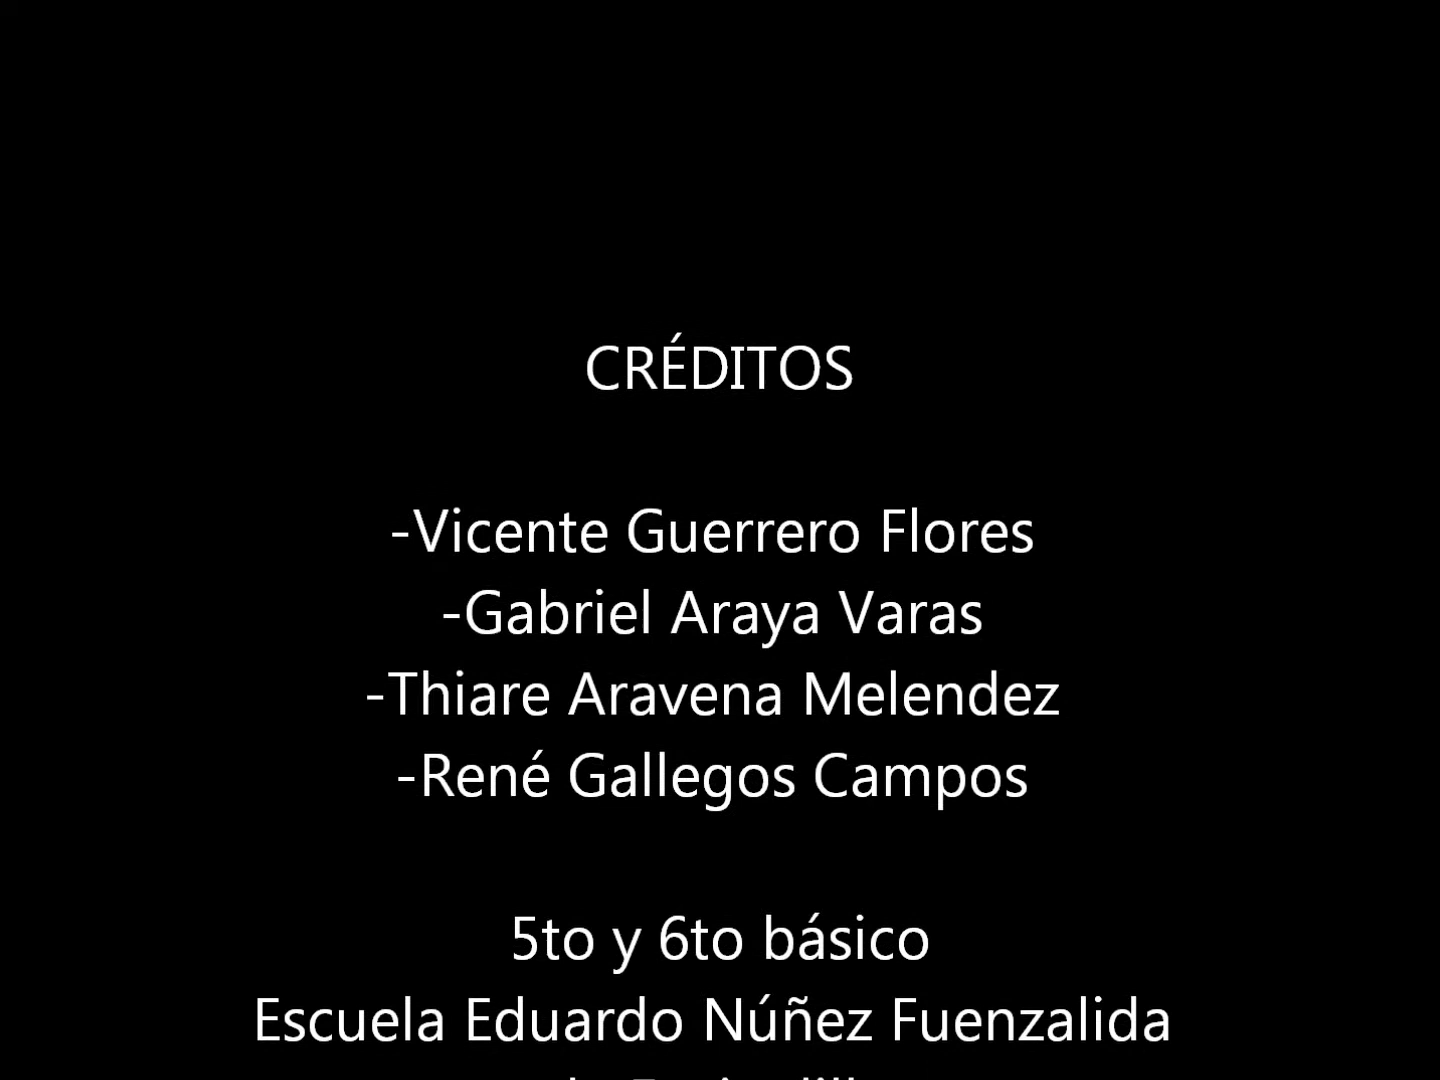 CRÉDITOS
-Vicente Guerrero Flores
-Gabriel Araya Varas
-Thiare Aravena Melendez
-René Gallegos Campos
5to y 6to básico
Escuela Eduardo Núñez Fuenzalida